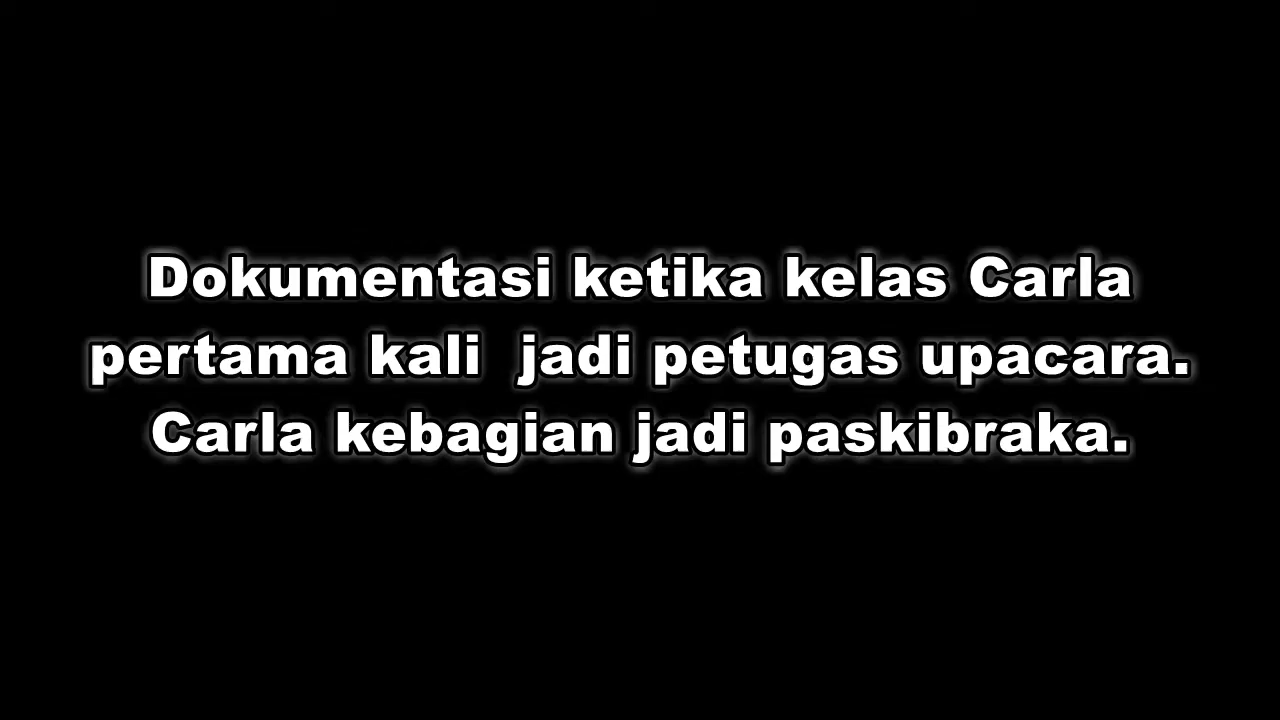 Dokumentasi ketika kelas Carla
pertama kali  jadi petugas upacara.
Carla kebagian jadi paskibraka.